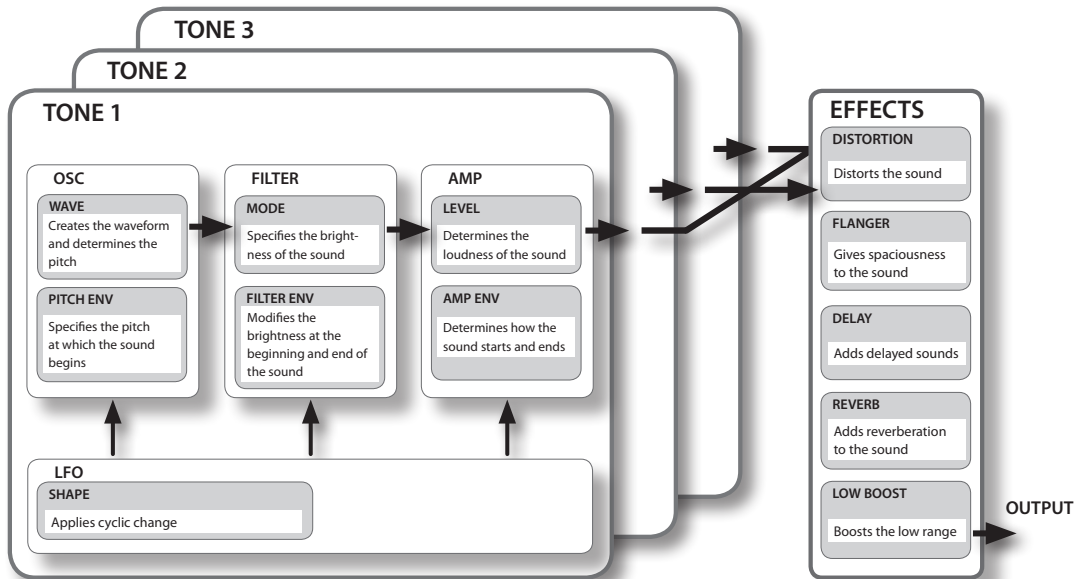 TONE 3
TONE 2
TONE 1
OSC
WAVE
Creates the waveform
and determines the
pitch
PITCH ENV
Specifies the pitch
at which the sound
begins
FILTER
MODE
Specifies the bright-
ness of the sound
FILTER ENV
Modifies the
brightness at the
beginning and end of
the sound
AMP
LEVEL
Determines the
loudness of the sound
AMP ENV
Determines how the
sound starts and ends
LFO
SHAPE
Applies cyclic change
EFFECTS
DISTORTION
Distorts the sound
FLANGER
Gives spaciousness
to the sound
DELAY
Adds delayed sounds
REVERB
Adds reverberation
to the sound
LOW BOOST
Boosts the low range
OUTPUT